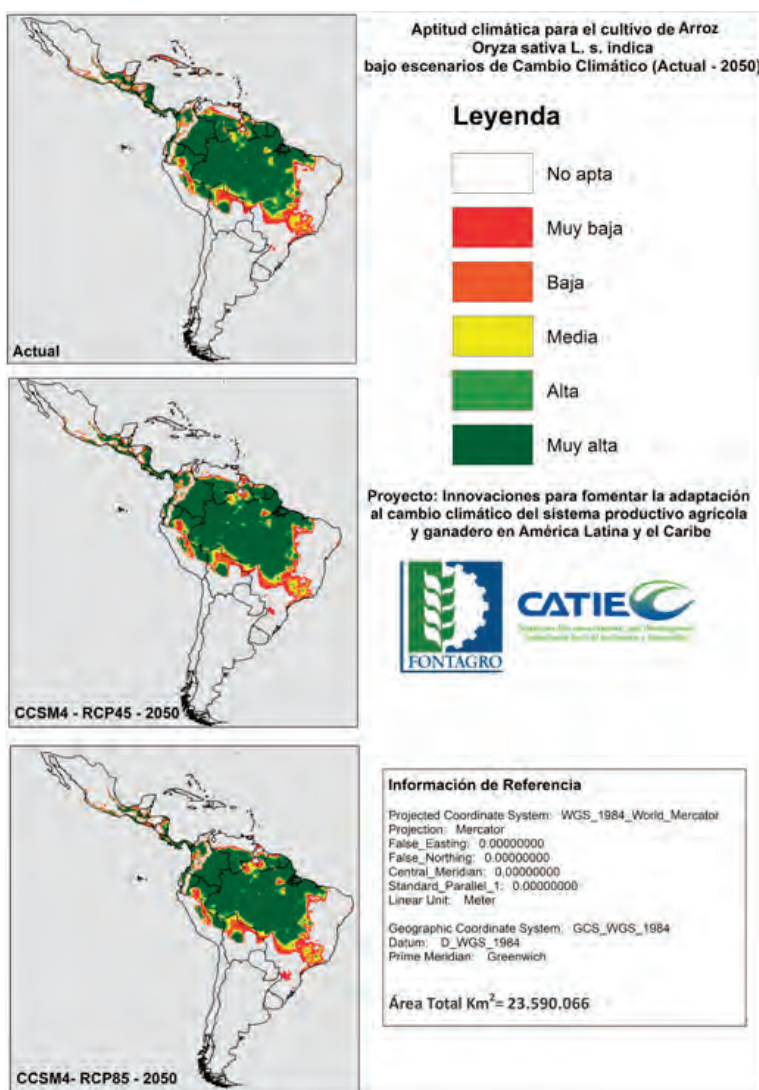 Aptitud climática para el cultivo de Arroz
Oryza sativa L. s. indica
bajo escenarios de Cambio Climático (Actual - 2050)
Leyenda
No apta
Muy baja
Baja
Media
Alta
Muy alta
Actual
CCSM4 - RCP45 - 2050
CCSM4- RCP85 - 2050
Proyecto: Innovaciones para fomentar la adaptación
al cambio climático del sistema productivo agrícola
y ganadero en América Latina y el Caribe
FONTAGRO
CATIE
Información de Referencia
Projected Coordinate System: WGS_1984_World_Mercator
Projection: Mercator
False_Easting: 0.00000000
False_Northing: 0.00000000
Central_Meridian: 0,00000000
Standard_Parallel_1: 0.00000000
Linear Unit: Meter
Geographic Coordinate System: GCS_WGS_1984
Datum: D_WGS_1984
Prime Meridian: Greenwich
Área Total Km²= 23.590.066